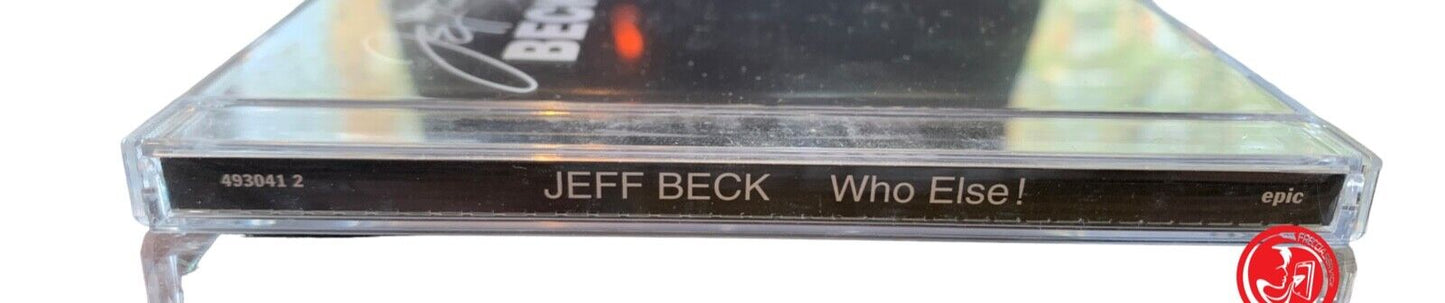 BECK
493041 2
JEFF BECK Who Else!
epic